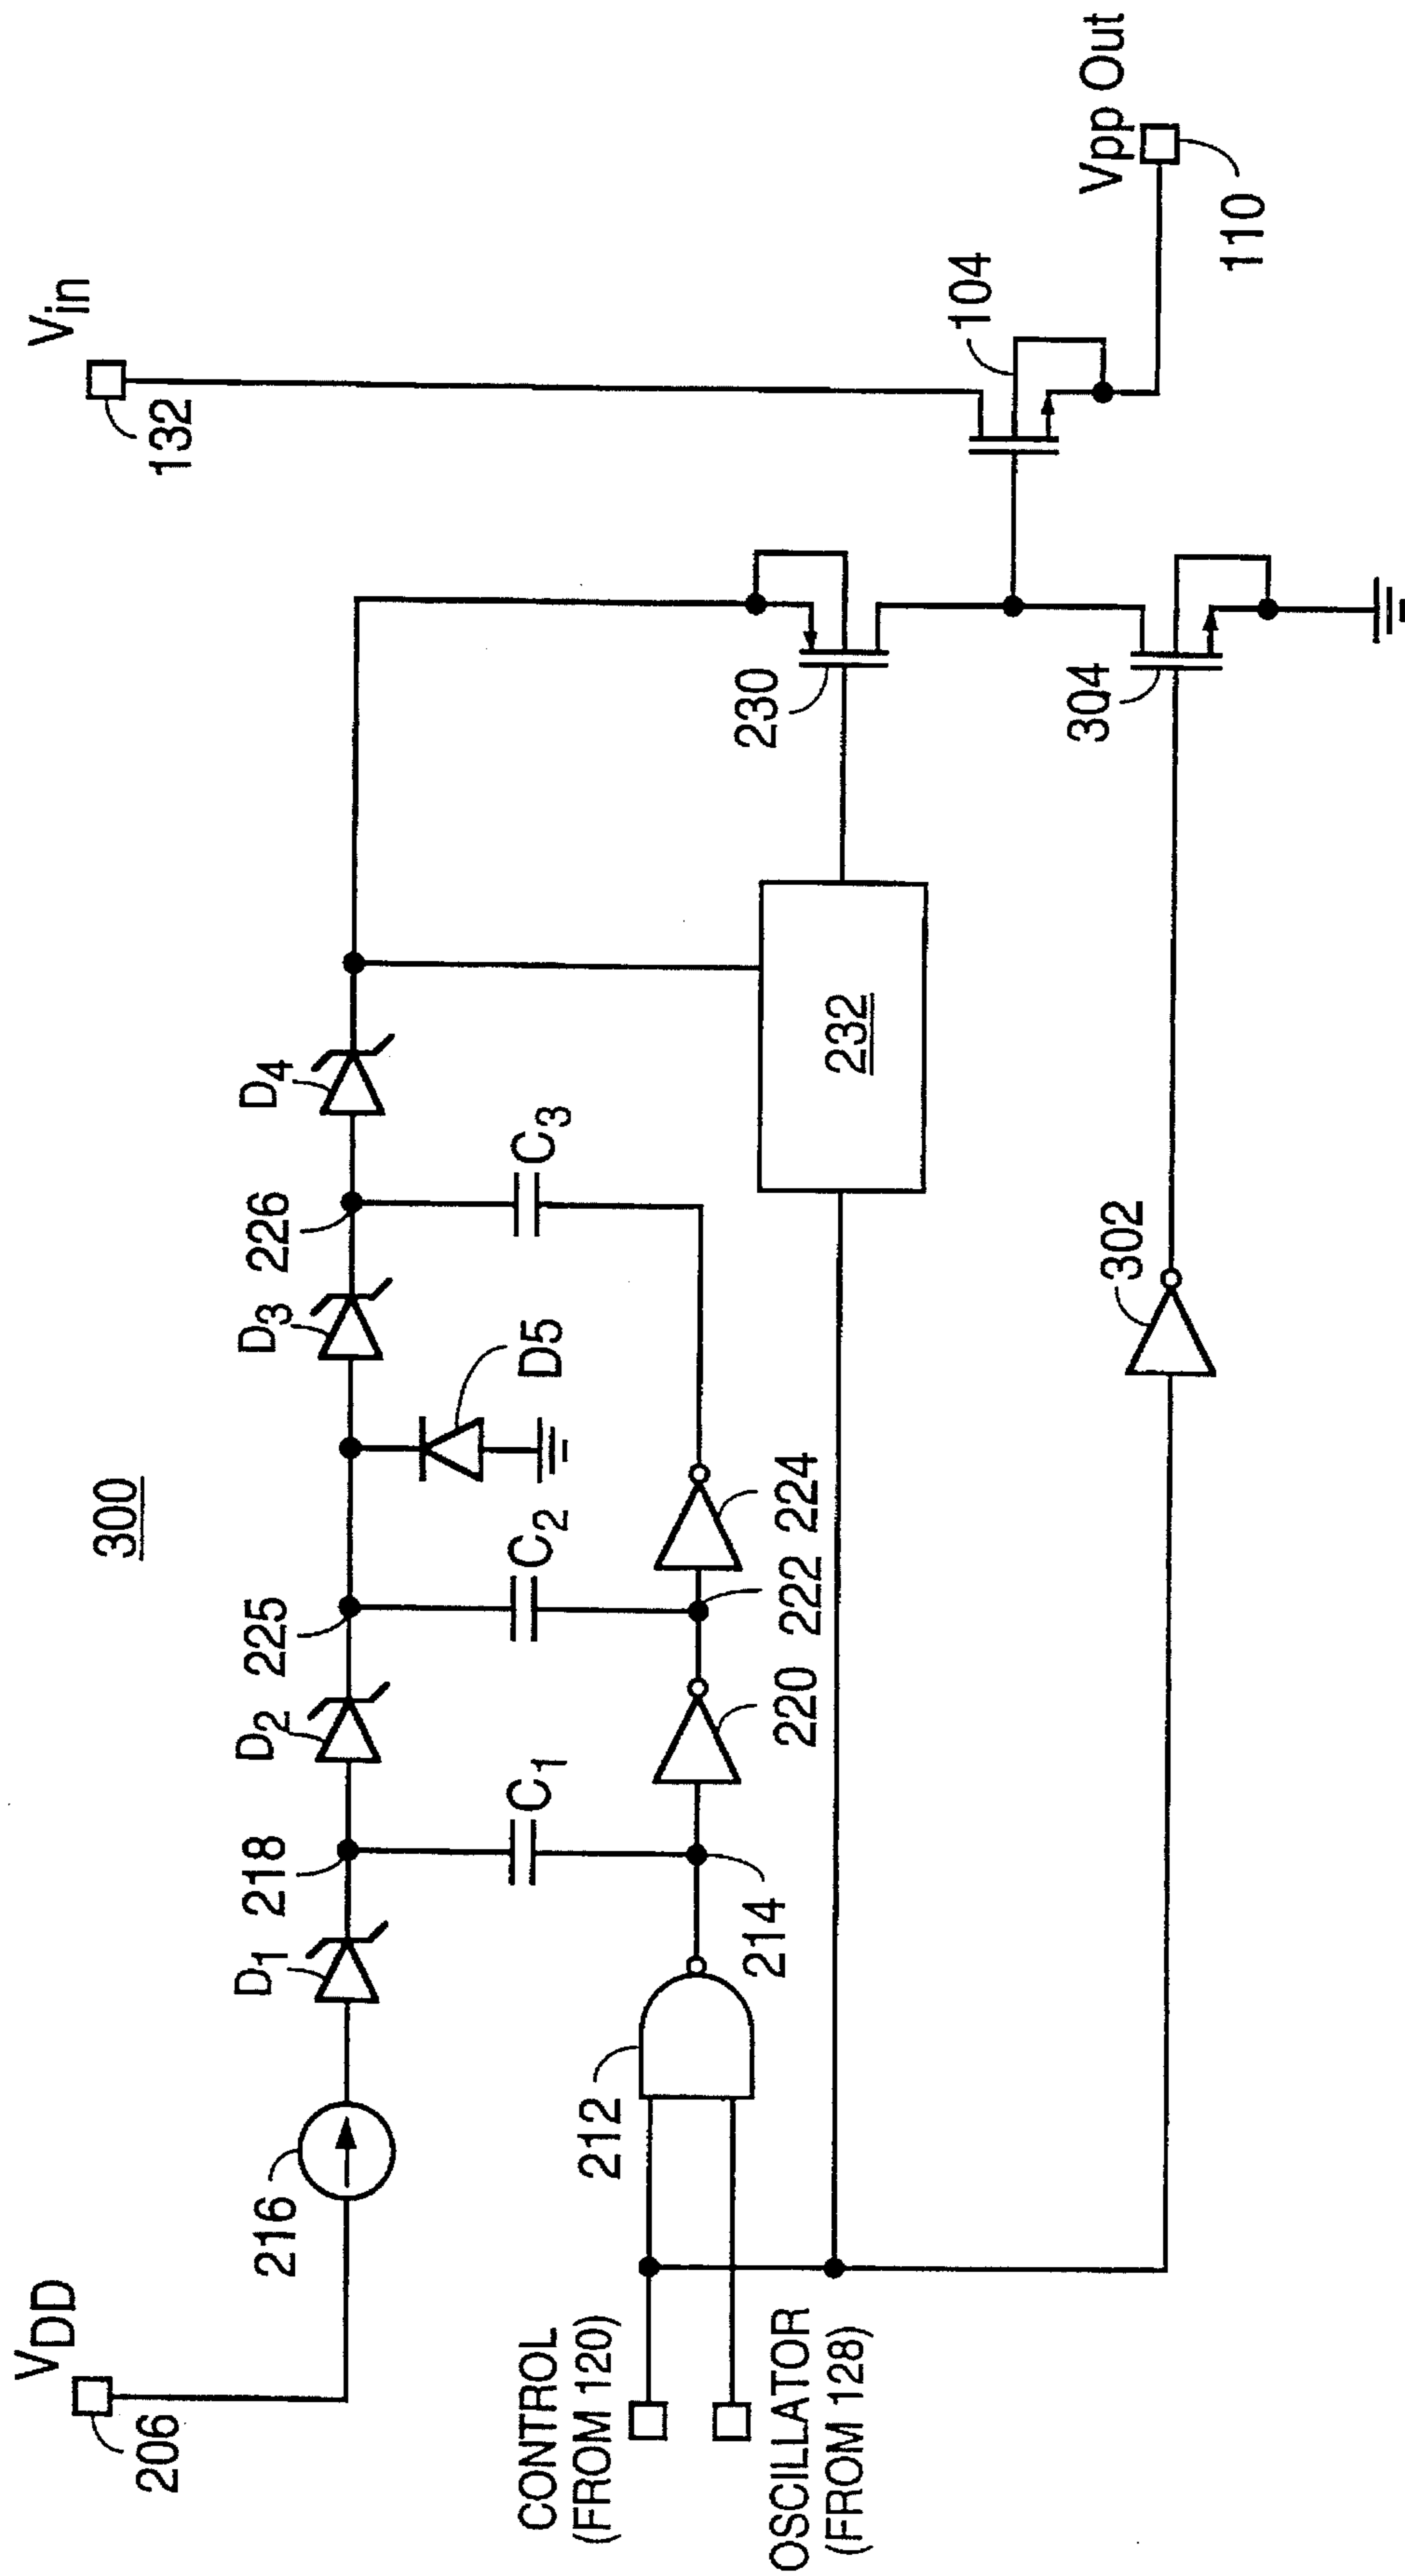 300
VDD
206
216
D1
218
D2
225
D3
226
D4
C1
C2
D5
C3
Vin
132
CONTROL
(FROM 120)
OSCILLATOR
(FROM 128)
212
214
220
222
224
232
230
302
304
104
Vpp Out
110